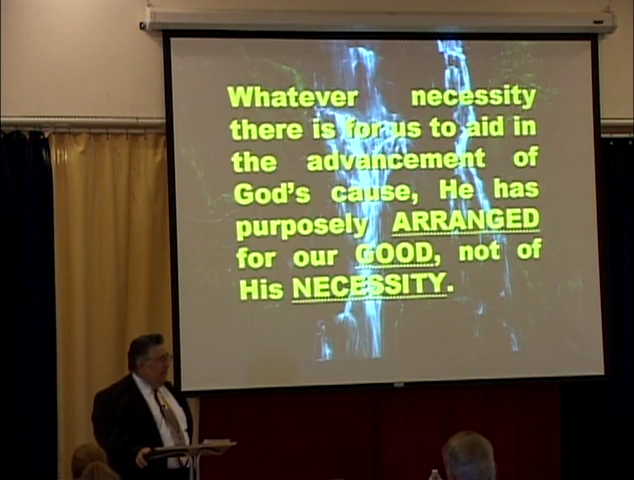 Whatever necessity
there is for us to aid in
the advancement of
God's cause, He has
purposely ARRANGED
for our GOOD, not of
His NECESSITY.